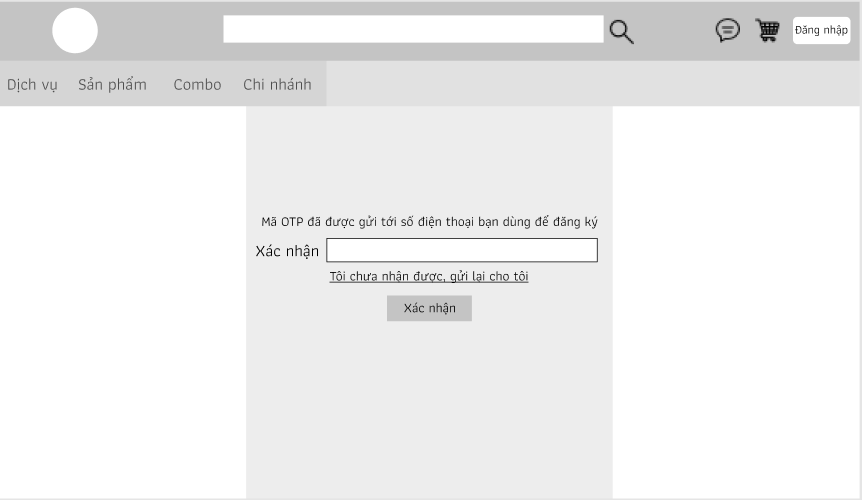 Đăng nhập
Dịch vụ Sản phẩm Combo Chi nhánh
Mã OTP đã được gửi tới số điện thoại bạn dùng để đăng ký
Xác nhận
Tôi chưa nhận được, gửi lại cho tôi
Xác nhận